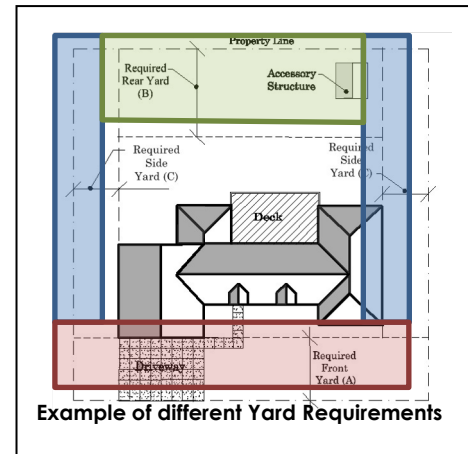 Property Line
Required
Rear Yard
(B)
Accessory
Structure
Required
Side
Yard (C)
Required
Side
Yard (C)
Deck
Driveway
Required
Front
Yard (A)
Example of different Yard Requirements